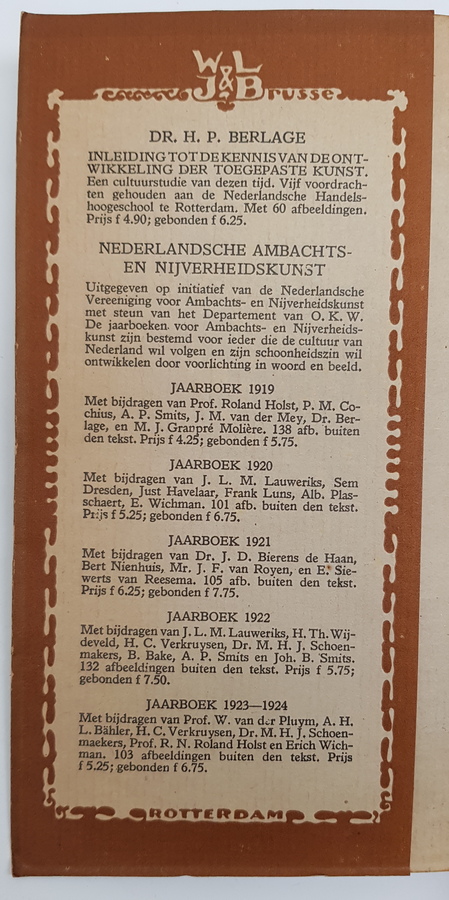 W L
J & Brusse
DR. H. P. BERLAGE
INLEIDING TOT DE KENNIS VAN DE ONT-
WIKKELING DER TOEGEPASTE KUNST.
Een cultuurstudie van dezen tijd. Vijf voordrach-
ten gehouden aan de Nederlandsche Handels-
hoogeschool te Rotterdam. Met 60 afbeeldingen.
Prijs f 4.90; gebonden f 6.25.
NEDERLANDSCHE AMBACHTS-
EN NIJVERHEIDSKUNST
Uitgegeven op initiatief van de Nederlandsche
Vereeniging voor Ambachts- en Nijverheidskunst
met steun van het Departement van O. K. W.
De jaarboeken voor Ambachts- en Nijverheids-
kunst zijn bestemd voor ieder die de cultuur van
Nederland wil volgen en zijn schoonheidszin wil
ontwikkelen door voorlichting in woord en beeld.
JAARBOEK 1919
Met bijdragen van Prof. Roland Holst, P. M. Co-
chius, A. P. Smits, J. M. van der Mey, Dr. Ber-
lage, en M. J. Granpré Molière. 138 afb. buiten
den tekst. Prijs f 4.25; gebonden f 5.75.
JAARBOEK 1920
Met bijdragen van J. L. M. Lauweriks, Sem
Dresden, Just Havelaar, Frank Luns, Alb. Plas-
schaert, E. Wichman. 101 afb. buiten den tekst.
Prijs f 5.25; gebonden f 6.75.
JAARBOEK 1921
Met bijdragen van Dr. J. D. Bierens de Haan,
Bert Nienhuis, Mr. J. F. van Royen, en E. Sie-
werts van Reesema. 105 afb. buiten den tekst.
Prijs f 6.25; gebonden f 7.75.
JAARBOEK 1922
Met bijdragen van J. L. M. Lauweriks, H. Th. Wij-
develd, H. C. Verkruysen, Dr. M. H. J. Schoen-
makers, B. Bake, A. P. Smits en Joh. B. Smits.
132 afbeeldingen buiten den tekst. Prijs f 5.75;
gebonden f 7.50.
JAARBOEK 1923—1924
Met bijdragen van Prof. W. van der Pluym, A. H.
L. Bähler, H. C. Verkruysen, Dr. M. H. J. Schoen-
maekers, Prof. R. N. Roland Holst en Erich Wich-
man. 103 afbeeldingen buiten den tekst. Prijs
f 5.25; gebonden f 6.75.
ROTTERDAM